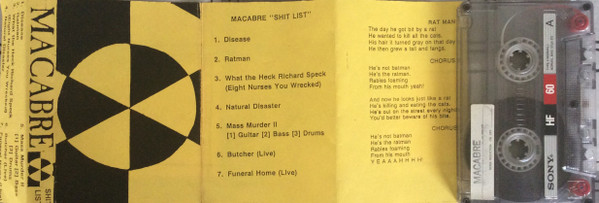 MACABRE
SHIT
LIST
MACABRE "SHIT LIST"
1. Disease
2. Ratman
3. What the Heck Richard Speck
(Eight Nurses You Wrecked)
4. Natural Disaster
5. Mass Murder II
[1] Guitar [2] Bass [3] Drums
6. Butcher (Live)
7. Funeral Home (Live)
RAT MAN
The day he got bit by a rat
He wanted to kill all the cats.
His hair it turned gray on that day
He then grew a tail and fangs.
CHORUS
He's not batman
He's the ratman.
Rabies foaming
From his mouth yeah!!
And now he looks just like a rat
He's killing and eating the cats.
He's out on the street every night
You'd better beware of his bite.
CHORUS
He's not batman
He's the ratman
Rabies foaming
From his mouth
YEAAAHHHH
MACABRE
A
60
HF
SONY